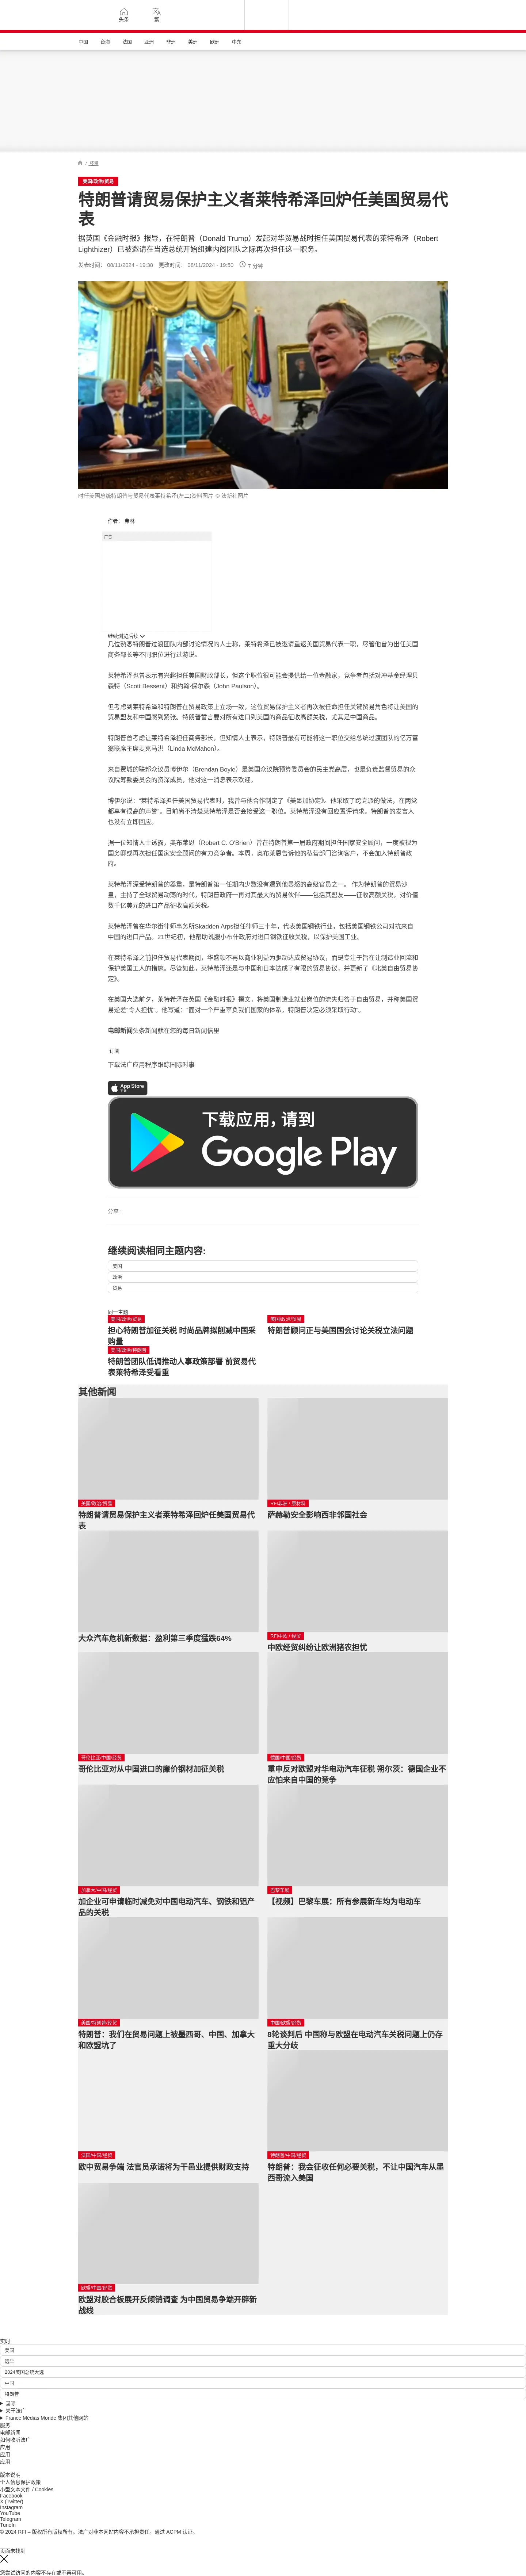 头条
繁
中国
台海
法国
亚洲
非洲
美洲
欧洲
中东
/ 经贸
美国/政治/贸易
特朗普请贸易保护主义者莱特希泽回炉任美国贸易代
表
据英国《金融时报》报导，在特朗普（Donald Trump）发起对华贸易战时担任美国贸易代表的莱特希泽（Robert
Lighthizer）已被邀请在当选总统开始组建内阁团队之际再次担任这一职务。
发表时间： 08/11/2024 - 19:38 更改时间： 08/11/2024 - 19:50 7 分钟
时任美国总统特朗普与贸易代表莱特希泽(左二)资料图片 © 法新社图片
作者： 弗林
广告
继续浏览后续
几位熟悉特朗普过渡团队内部讨论情况的人士称，莱特希泽已被邀请重返美国贸易代表一职，尽管他曾为出任美国
商务部长等不同职位进行过游说。
莱特希泽也曾表示有兴趣担任美国财政部长，但这个职位很可能会提供给一位金融家，竞争者包括对冲基金经理贝
森特（Scott Bessent）和约翰·保尔森（John Paulson）。
但考虑到莱特希泽和特朗普在贸易政策上立场一致，这位贸易保护主义者再次被任命担任关键贸易角色将让美国的
贸易盟友和中国感到紧张。特朗普誓言要对所有进口到美国的商品征收高额关税，尤其是中国商品。
特朗普曾考虑让莱特希泽担任商务部长，但知情人士表示，特朗普最有可能将这一职位交给总统过渡团队的亿万富
翁联席主席麦克马洪（Linda McMahon）。
来自费城的联邦众议员博伊尔（Brendan Boyle）是美国众议院预算委员会的民主党高层，也是负责监督贸易的众
议院筹款委员会的资深成员，他对这一消息表示欢迎。
博伊尔说：“莱特希泽担任美国贸易代表时，我曾与他合作制定了《美墨加协定》。他采取了跨党派的做法，在两党
都享有很高的声誉”。目前尚不清楚莱特希泽是否会接受这一职位。莱特希泽没有回应置评请求。特朗普的发言人
也没有立即回应。
据一位知情人士透露，奥布莱恩（Robert C. O'Brien）曾在特朗普第一届政府期间担任国家安全顾问，一度被视为
国务卿或再次担任国家安全顾问的有力竞争者。本周，奥布莱恩告诉他的私营部门咨询客户，不会加入特朗普政
府。
莱特希泽深受特朗普的器重，是特朗普第一任期内少数没有遭到他暴怒的高级官员之一。 作为特朗普的贸易沙
皇，主持了全球贸易动荡的时代，特朗普政府一再对其最大的贸易伙伴——包括其盟友——征收高额关税，对价值
数千亿美元的进口产品征收高额关税。
莱特希泽曾在华尔街律师事务所Skadden Arps担任律师三十年，代表美国钢铁行业，包括美国钢铁公司对抗来自
中国的进口产品。21世纪初，他帮助说服小布什政府对进口钢铁征收关税，以保护美国工业。
在莱特希泽之前担任贸易代表期间，华盛顿不再以商业利益为驱动达成贸易协议，而是专注于旨在让制造业回流和
保护美国工人的措施。尽管如此，莱特希泽还是与中国和日本达成了有限的贸易协议，并更新了《北美自由贸易协
定》。
在美国大选前夕，莱特希泽在英国《金融时报》撰文，将美国制造业就业岗位的流失归咎于自由贸易，并称美国贸
易逆差“令人担忧”。他写道：“面对一个严重辜负我们国家的体系，特朗普决定必须采取行动”。
电邮新闻头条新闻就在您的每日新闻信里
订阅
下载法广应用程序跟踪国际时事
App Store
下载
下载应用，请到
Google Play
分享 :
继续阅读相同主题内容:
美国
政治
贸易
同一主题
美国/政治/贸易
担心特朗普加征关税 时尚品牌拟削减中国采
购量
美国/政治/贸易
特朗普顾问正与美国国会讨论关税立法问题
美国/政治/特朗普
特朗普团队低调推动人事政策部署 前贸易代
表莱特希泽受看重
其他新闻
美国/政治/贸易
特朗普请贸易保护主义者莱特希泽回炉任美国贸易代
表
RFI非洲 / 原材料
萨赫勒安全影响西非邻国社会
大众汽车危机新数据：盈利第三季度猛跌64%
RFI中欧 / 经贸
中欧经贸纠纷让欧洲猪农担忧
哥伦比亚/中国/经贸
哥伦比亚对从中国进口的廉价钢材加征关税
德国/中国/经贸
重申反对欧盟对华电动汽车征税 朔尔茨：德国企业不
应怕来自中国的竞争
加拿大/中国/经贸
加企业可申请临时减免对中国电动汽车、钢铁和铝产
品的关税
巴黎车展
【视频】巴黎车展：所有参展新车均为电动车
美国/特朗普/经贸
特朗普：我们在贸易问题上被墨西哥、中国、加拿大
和欧盟坑了
中国/欧盟/经贸
8轮谈判后 中国称与欧盟在电动汽车关税问题上仍存
重大分歧
法国/中国/经贸
欧中贸易争端 法官员承诺将为干邑业提供财政支持
特朗普/中国/经贸
特朗普：我会征收任何必要关税，不让中国汽车从墨
西哥流入美国
欧盟/中国/经贸
欧盟对胶合板展开反倾销调查 为中国贸易争端开辟新
战线
实时
美国
选举
2024美国总统大选
中国
特朗普
国际
关于法广
France Médias Monde 集团其他网站
服务
电邮新闻
如何收听法广
应用
应用
应用
版本说明
个人信息保护政策
小型文本文件 / Cookies
Facebook
X (Twitter)
Instagram
YouTube
Telegram
TuneIn
© 2024 RFI – 版权所有版权所有。法广对非本网站内容不承担责任。通过 ACPM 认证。
页面未找到
您尝试访问的内容不存在或不再可用。